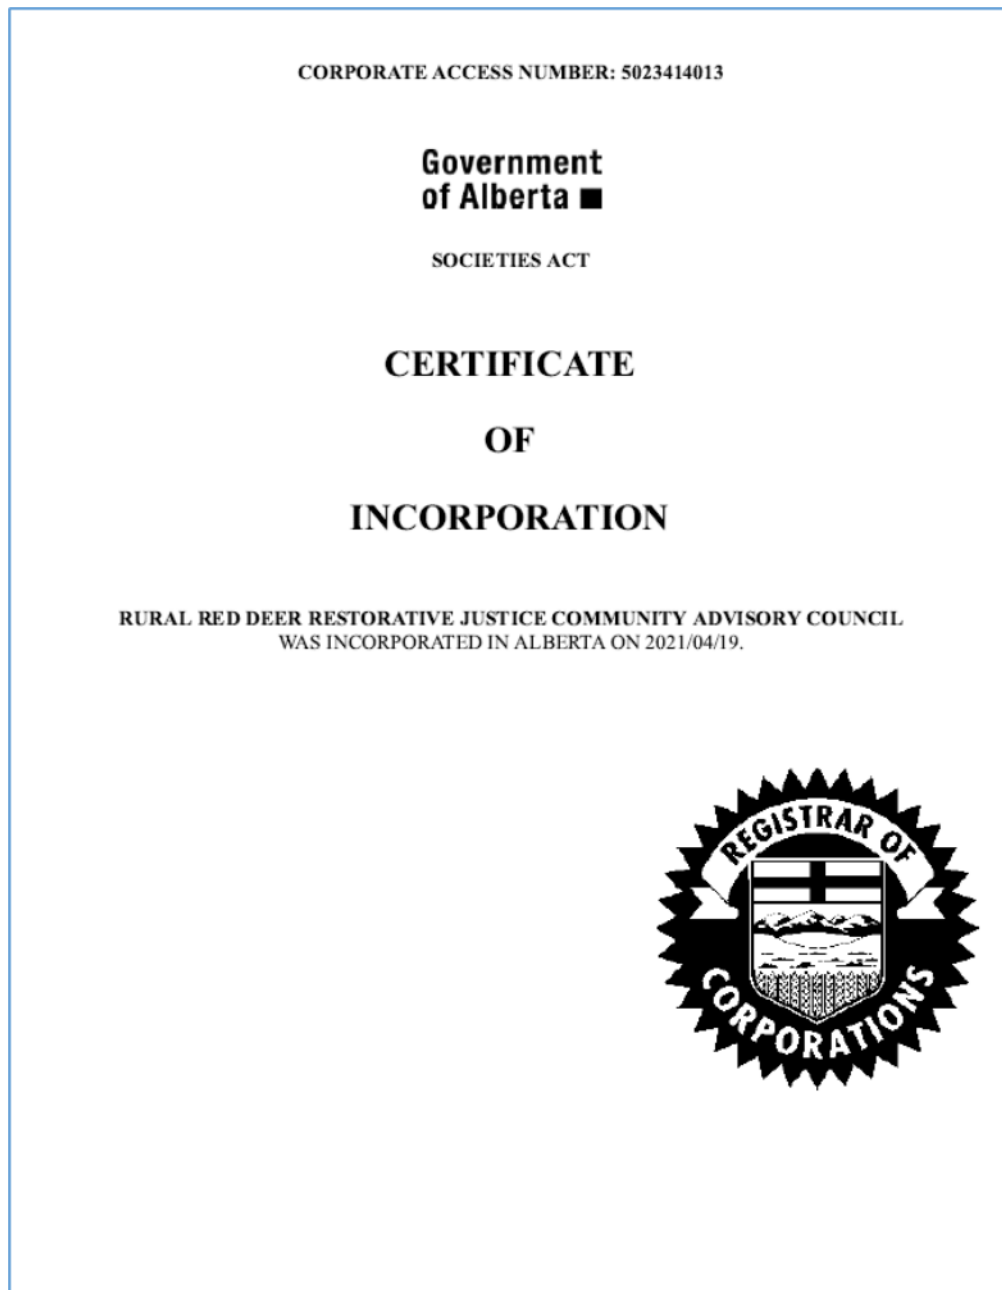 CORPORATE ACCESS NUMBER: 5023414013
Government
of Alberta
SOCIETIES ACT
CERTIFICATE
OF
INCORPORATION
RURAL RED DEER RESTORATIVE JUSTICE COMMUNITY ADVISORY COUNCIL
WAS INCORPORATED IN ALBERTA ON 2021/04/19.
REGISTRAR OF
CORPORATIONS